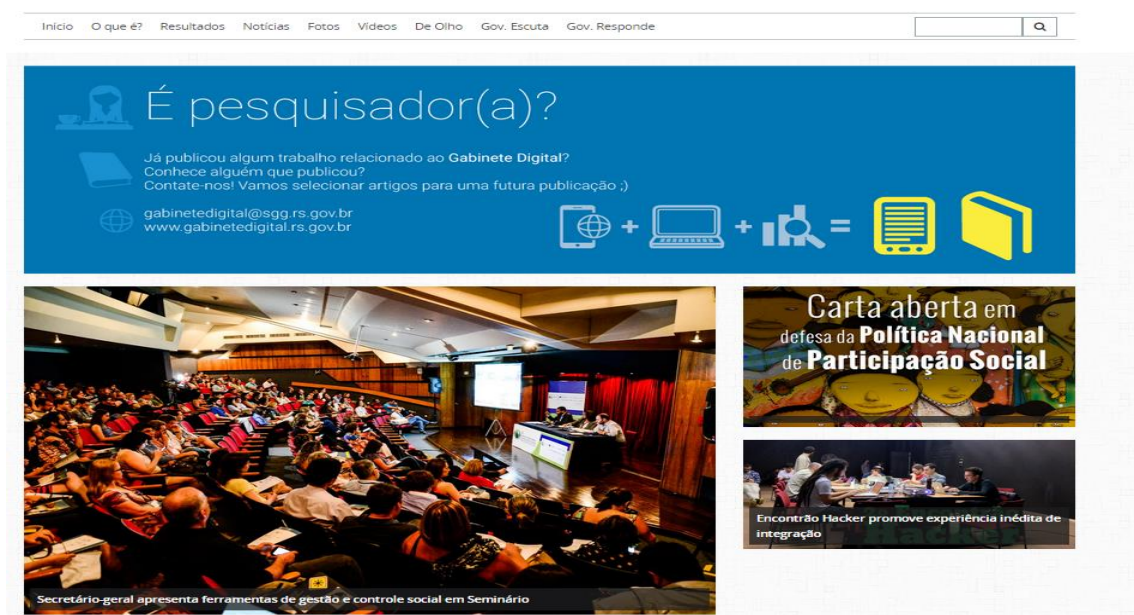 Início O que é? Resultados Notícias Fotos Vídeos De Olho Gov. Escuta Gov. Responde
É pesquisador(a)?
Já publicou algum trabalho relacionado ao Gabinete Digital?
Conhece alguém que publicou?
Contate-nos! Vamos selecionar artigos para uma futura publicação ;)
gabinetedigital@sgg.rs.gov.br
www.gabinetedigital.rs.gov.br
+ + =
Secretário-geral apresenta ferramentas de gestão e controle social em Seminário
Carta aberta em
defesa da Política Nacional
de Participação Social
Encontrão Hacker promove experiência inédita de
integração
Hacker